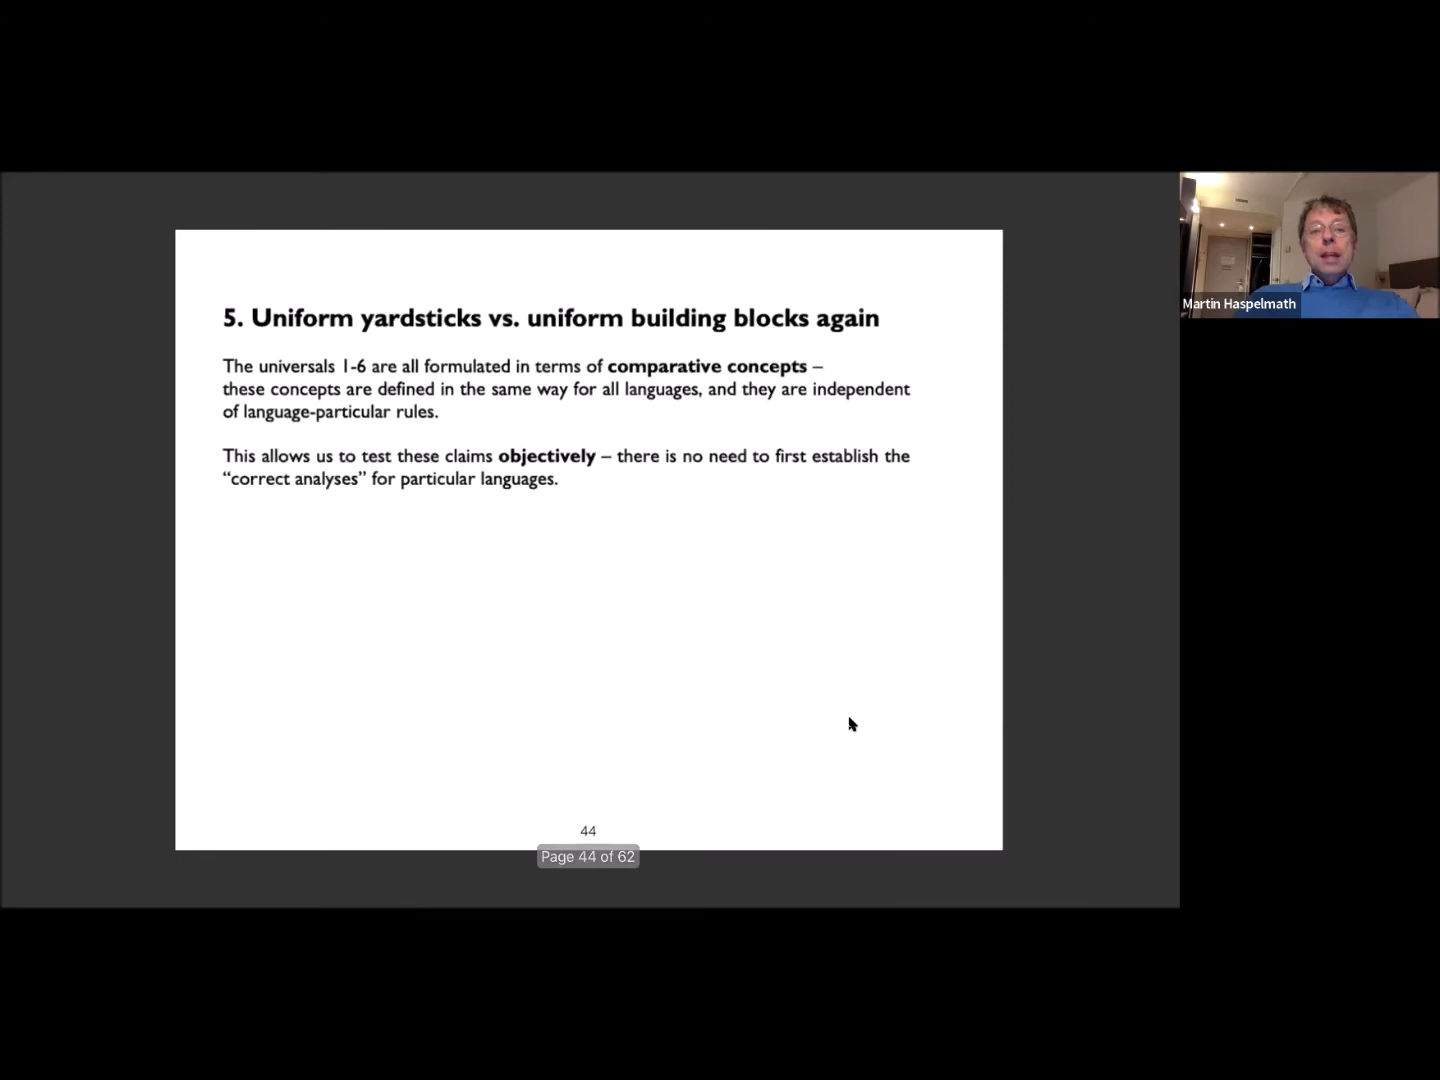 5. Uniform yardsticks vs. uniform building blocks again
The universals 1-6 are all formulated in terms of comparative concepts –
these concepts are defined in the same way for all languages, and they are independent
of language-particular rules.
This allows us to test these claims objectively – there is no need to first establish the
“correct analyses” for particular languages.
44
Page 44 of 62
Martin Haspelmath